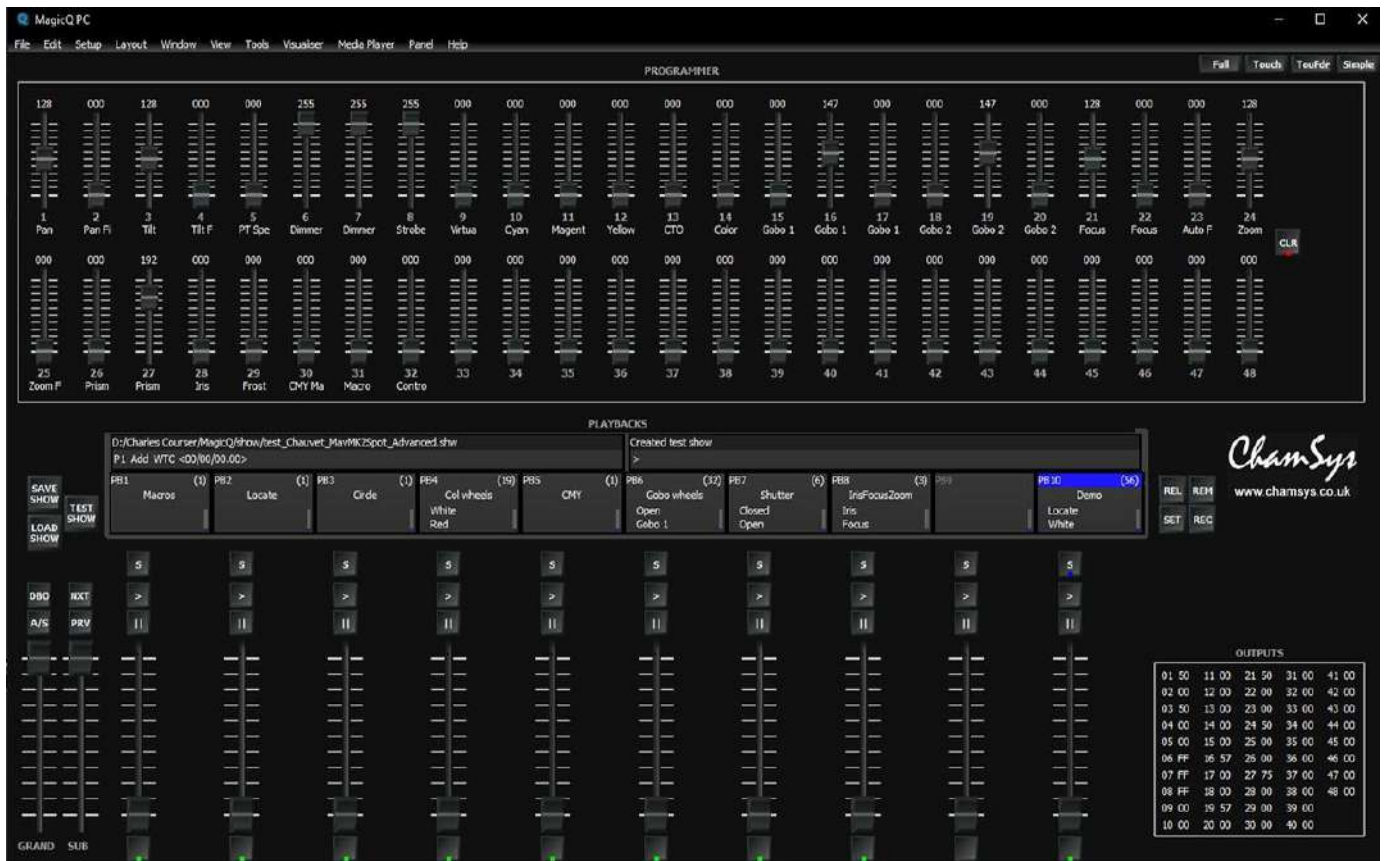 MagicQ PC
File Edit Setup Layout Window View Tools Visualiser Media Player Panel Help
PROGRAMMER
Full Touch TouFdr Simple
128 000 128 000 000 255 255 255 000 000 000 000 000 000 000 147 000 000 147 000 128 000 000 128
1 2 3 4 5 6 7 8 9 10 11 12 13 14 15 16 17 18 19 20 21 22 23 24
Pan Pan Fi Tilt Tilt F PT Spe Dimmer Dimmer Strobe Virtua Cyan Magent Yellow CTO Color Gobo 1 Gobo 1 Gobo 1 Gobo 2 Gobo 2 Gobo 2 Focus Focus Auto F Zoom
CLR
000 000 192 000 000 000 000 000 000 000 000 000 000 000 000 000 000 000 000 000 000 000 000 000
25 26 27 28 29 30 31 32 33 34 35 36 37 38 39 40 41 42 43 44 45 46 47 48
Zoom F Prism Prism Iris Frost CMY Ma Macro Contro
PLAYBACKS
D:/Charles Courser/MagicQ/show/test_Chauvet_MavMK2Spot_Advanced.shw Created test show
P1 Add WTC <00/00/00.00> >
PB1 (1) PB2 (1) PB3 (1) PB4 (19) PB5 (1) PB6 (32) PB7 (6) PB8 (3) PB9 PB10 (56)
Macros Locate Circle Col wheels CMY Gobo wheels Shutter IrisFocusZoom Demo
White Open Closed Iris Locate
Red Gobo 1 Open Focus White
SAVE SHOW
TEST SHOW
LOAD SHOW
REL REM
SET REC
ChamSys
www.chamsys.co.uk
S S S S S S S S S S
DBO NXT > > > > > > > > > >
A/S PRV || || || || || || || || || ||
OUTPUTS
01 50 11 00 21 50 31 00 41 00
02 00 12 00 22 00 32 00 42 00
03 50 13 00 23 00 33 00 43 00
04 00 14 00 24 50 34 00 44 00
05 00 15 00 25 00 35 00 45 00
06 FF 16 57 26 00 36 00 46 00
07 FF 17 00 27 75 37 00 47 00
08 FF 18 00 28 00 38 00 48 00
09 00 19 57 29 00 39 00
10 00 20 00 30 00 40 00
GRAND SUB